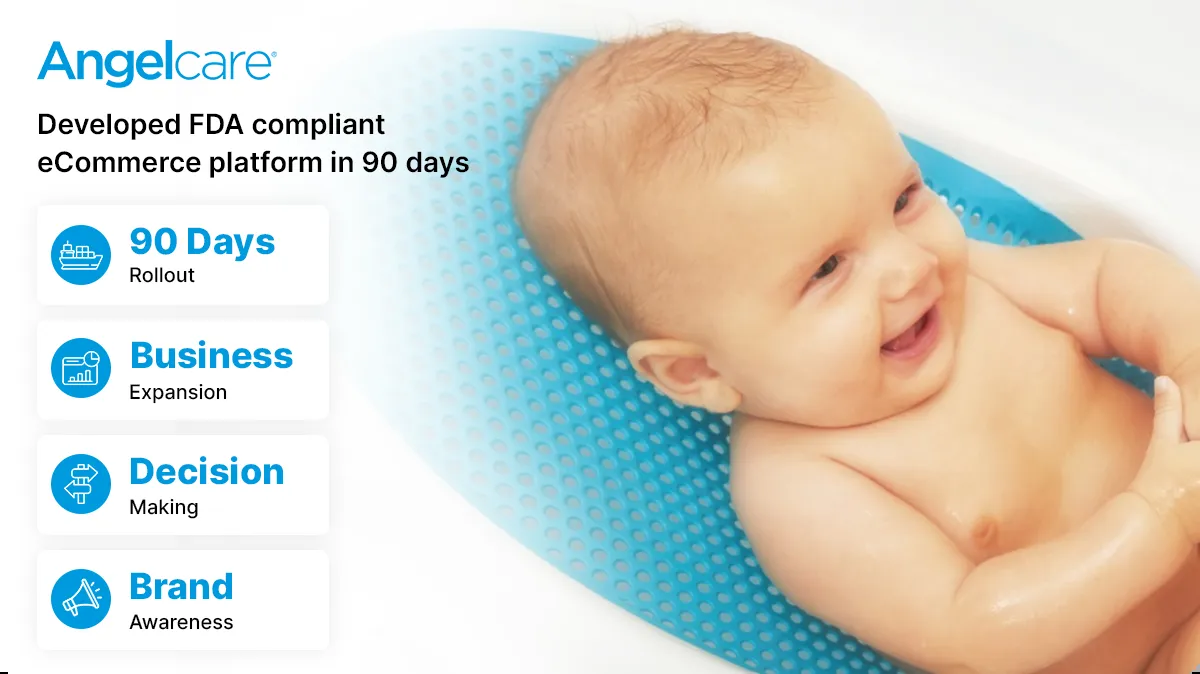 Angelcare®
Developed FDA compliant
eCommerce platform in 90 days
90 Days
Rollout
Business
Expansion
Decision
Making
Brand
Awareness